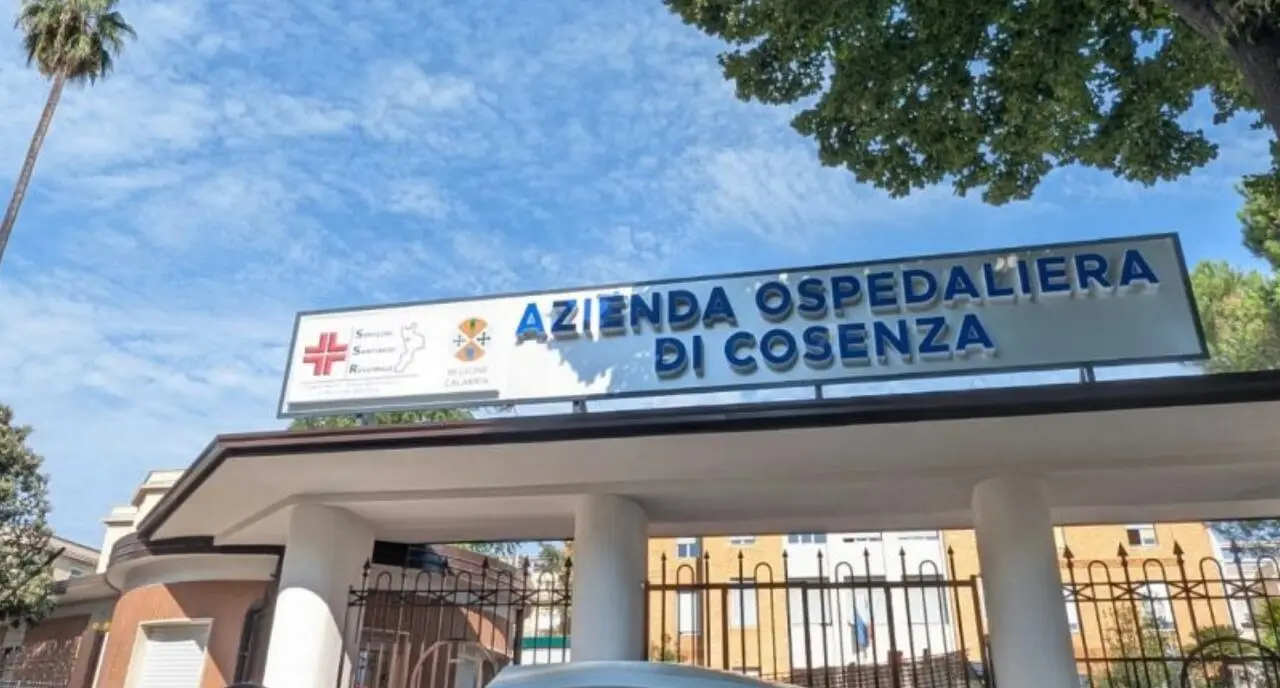 AZIENDA OSPEDALIERA
DI COSENZA
SERVIZIO
SANITARIO
REGIONALE
REGIONE
CALABRIA